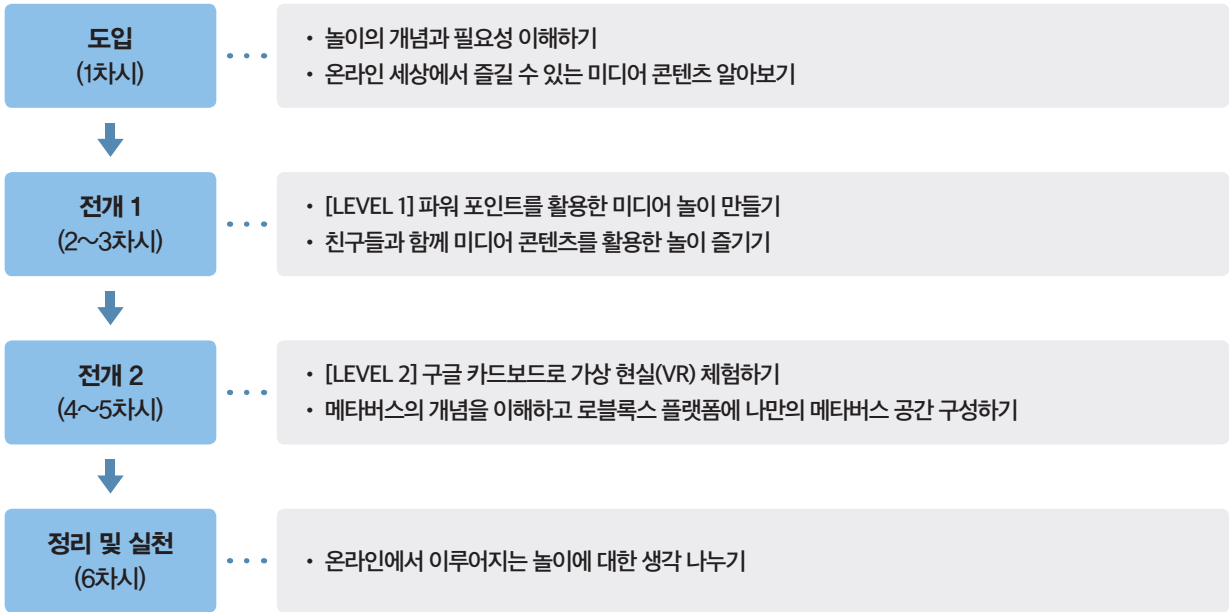 도입
(1차시)
• 놀이의 개념과 필요성 이해하기
• 온라인 세상에서 즐길 수 있는 미디어 콘텐츠 알아보기
전개 1
(2～3차시)
• [LEVEL 1] 파워 포인트를 활용한 미디어 놀이 만들기
• 친구들과 함께 미디어 콘텐츠를 활용한 놀이 즐기기
전개 2
(4～5차시)
• [LEVEL 2] 구글 카드보드로 가상 현실(VR) 체험하기
• 메타버스의 개념을 이해하고 로블록스 플랫폼에 나만의 메타버스 공간 구성하기
정리 및 실천
(6차시)
• 온라인에서 이루어지는 놀이에 대한 생각 나누기